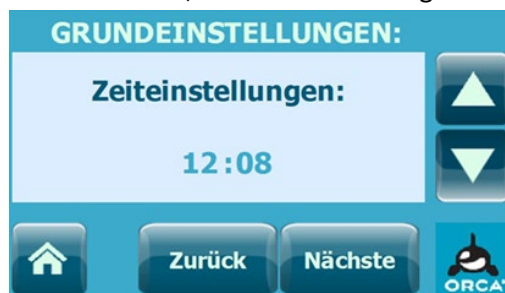 GRUNDEINSTELLUNGEN:
Zeiteinstellungen:
12:08
Zurück
Nächste
ORCA